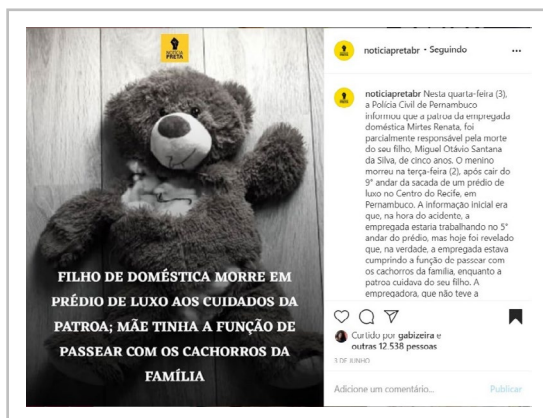 NOTÍCIA
PRETA
FILHO DE DOMÉSTICA MORRE EM
PRÉDIO DE LUXO AOS CUIDADOS DA
PATROA; MÃE TINHA A FUNÇÃO DE
PASSEAR COM OS CACHORROS DA
FAMÍLIA
noticiapretabr • Seguindo
noticiapretabr Nesta quarta-feira (3),
a Polícia Civil de Pernambuco
informou que a patroa da empregada
doméstica Mirtes Renata, foi
parcialmente responsável pela morte
do seu filho, Miguel Otávio Santana
da Silva, de cinco anos. O menino
morreu na terça-feira (2), após cair do
9° andar da sacada de um prédio de
luxo no Centro do Recife, em
Pernambuco. A informação inicial era
que, na hora do acidente, a
empregada estaria trabalhando no 5°
andar do prédio, mas hoje foi revelado
que, na verdade, a empregada estava
cumprindo a função de passear com
os cachorros da família, enquanto a
patroa cuidava do seu filho. A
empregadora, que não teve a
Curtido por gabizeira e
outras 12.538 pessoas
3 DE JUNHO
Adicione um comentário...
Publicar